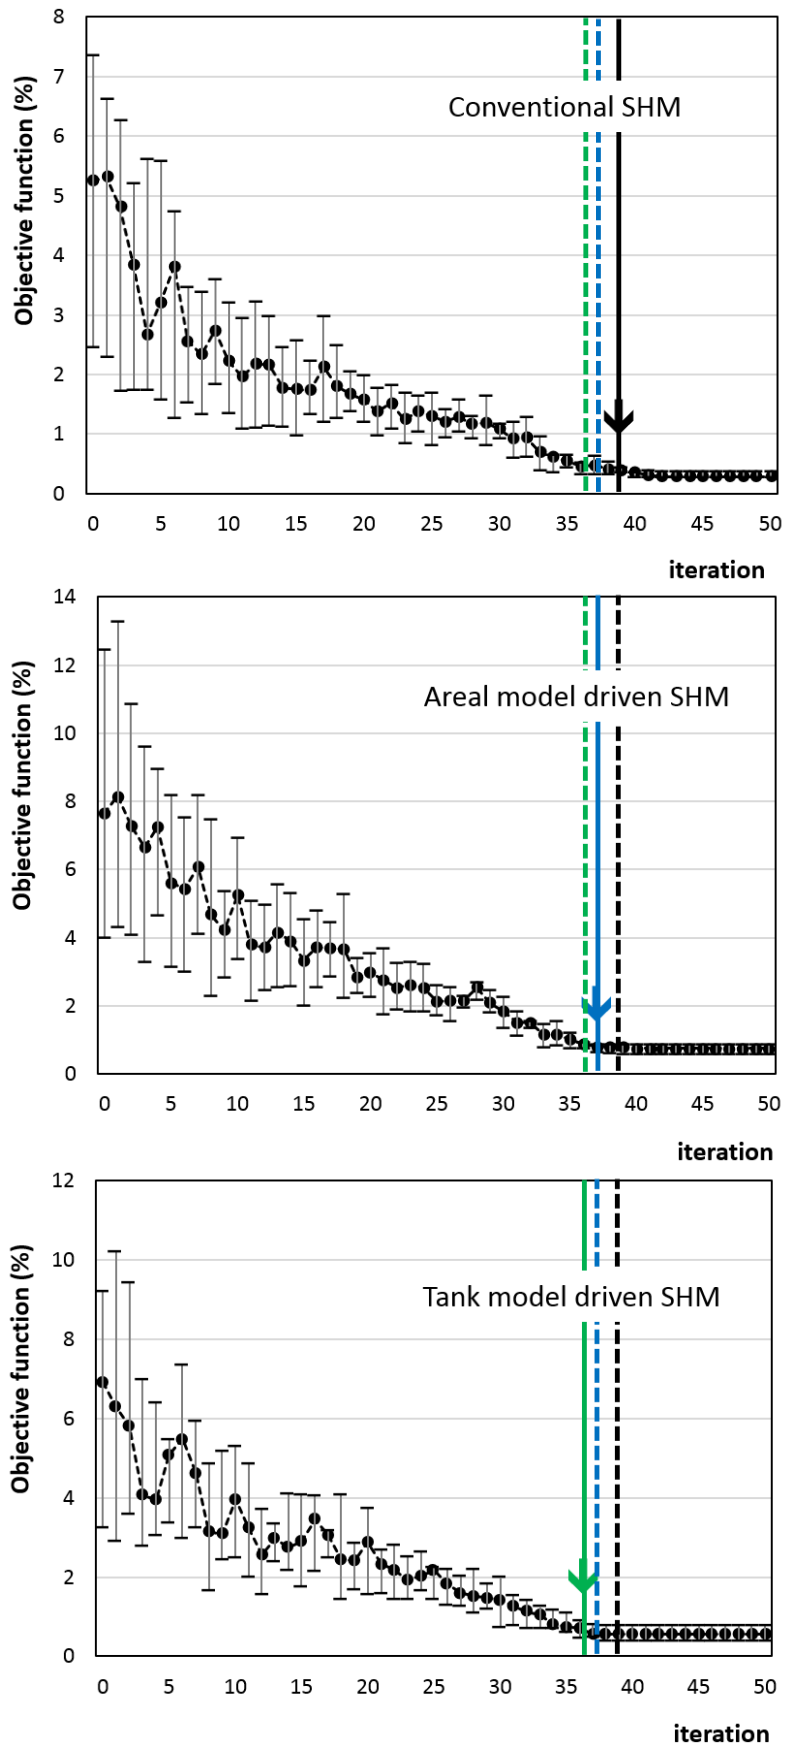 8
7
6
5
4
3
2
1
0
Objective function (%)
Conventional SHM
0 5 10 15 20 25 30 35 40 45 50
iteration
14
12
10
8
6
4
2
0
Objective function (%)
Areal model driven SHM
0 5 10 15 20 25 30 35 40 45 50
iteration
12
10
8
6
4
2
0
Objective function (%)
Tank model driven SHM
0 5 10 15 20 25 30 35 40 45 50
iteration